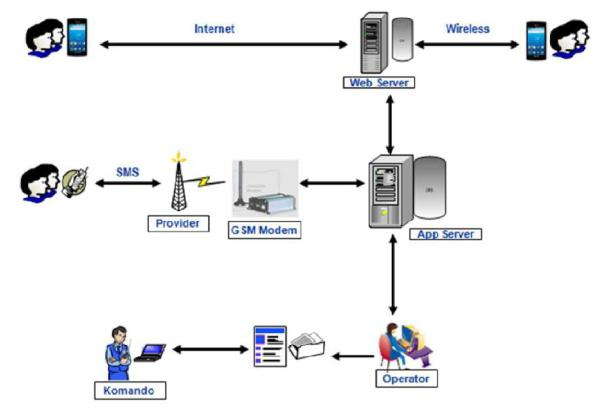 Internet
Wireless
Web Server
SMS
Provider
GSM Modem
App Server
Komando
Operator